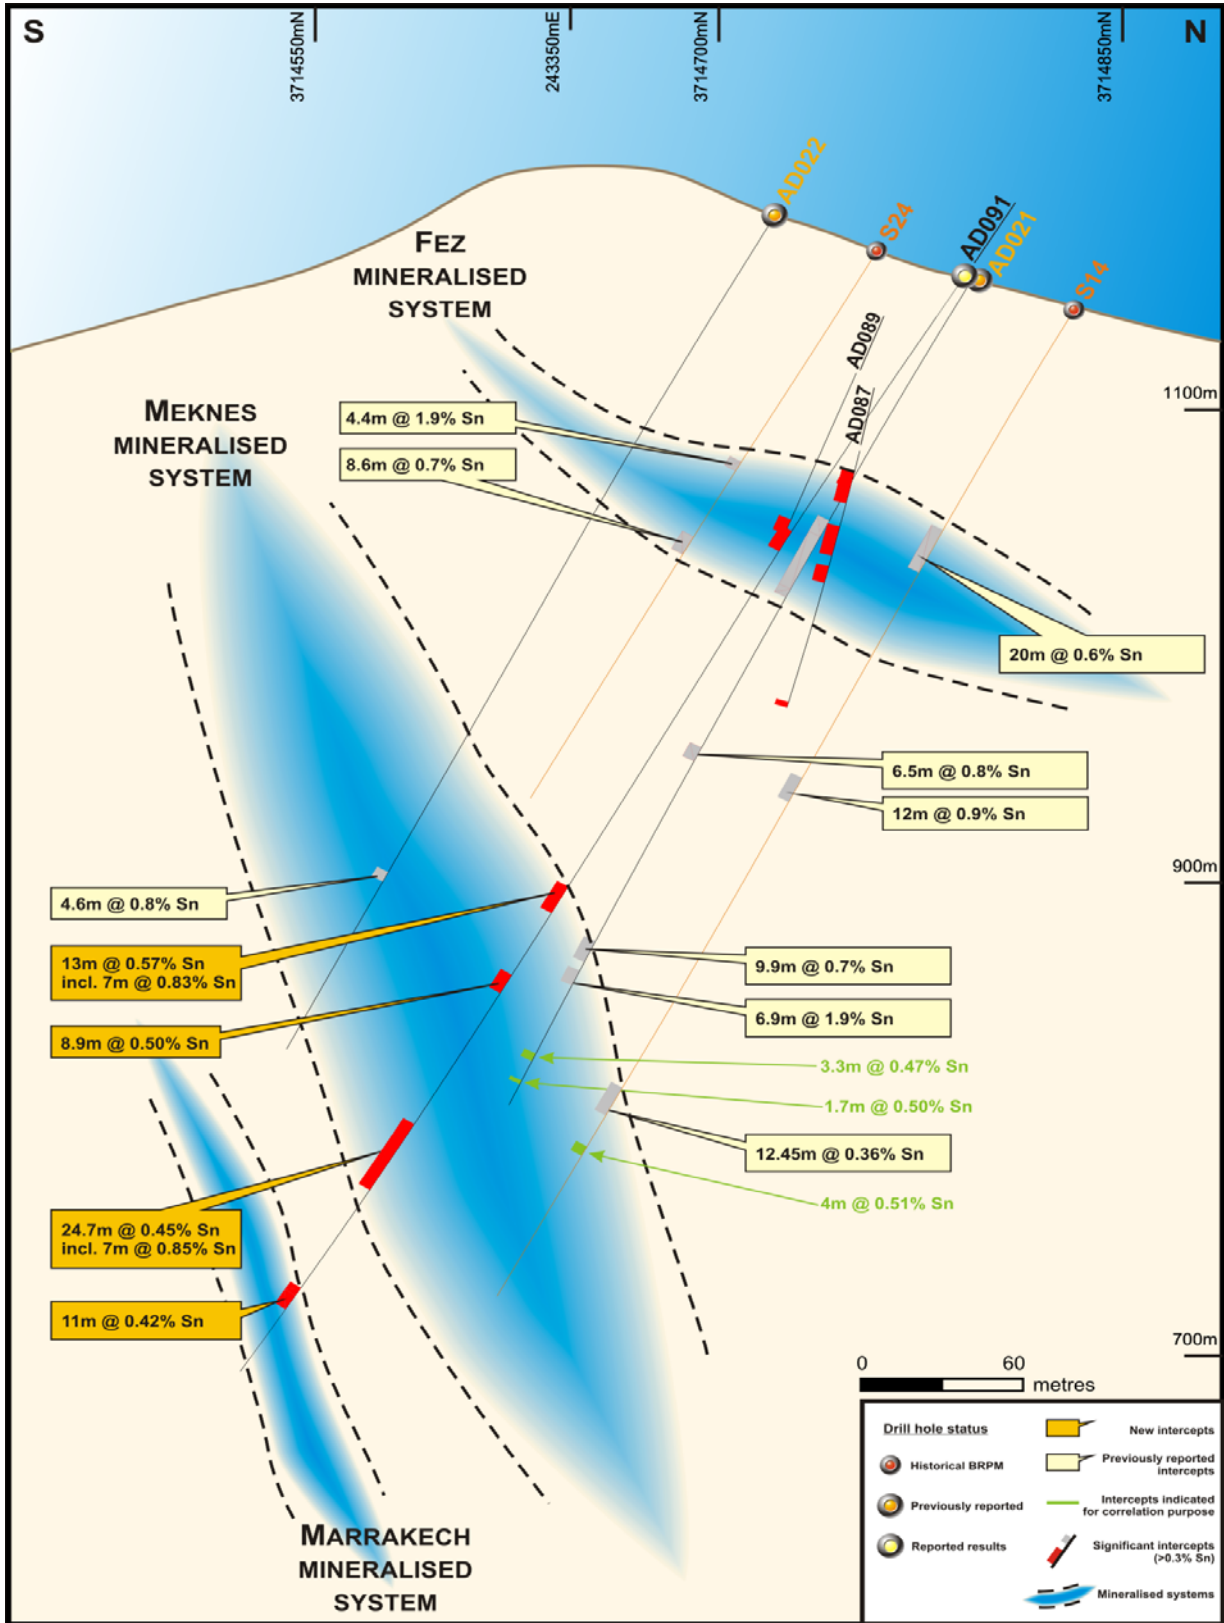 S
3714550mN
243350mE
3714700mN
3714850mN
N
AD022
S24
AD091
AD021
S14
FEZ
MINERALISED
SYSTEM
AD089
AD087
1100m
MEKNES
MINERALISED
SYSTEM
4.4m @ 1.9% Sn
8.6m @ 0.7% Sn
20m @ 0.6% Sn
6.5m @ 0.8% Sn
12m @ 0.9% Sn
900m
4.6m @ 0.8% Sn
13m @ 0.57% Sn
incl. 7m @ 0.83% Sn
9.9m @ 0.7% Sn
6.9m @ 1.9% Sn
8.9m @ 0.50% Sn
3.3m @ 0.47% Sn
1.7m @ 0.50% Sn
12.45m @ 0.36% Sn
4m @ 0.51% Sn
24.7m @ 0.45% Sn
incl. 7m @ 0.85% Sn
11m @ 0.42% Sn
700m
0 60
metres
MARRAKECH
MINERALISED
SYSTEM
Drill hole status
Historical BRPM
Previously reported
Reported results
New intercepts
Previously reported
intercepts
Intercepts indicated
for correlation purpose
Significant intercepts
(>0.3% Sn)
Mineralised systems